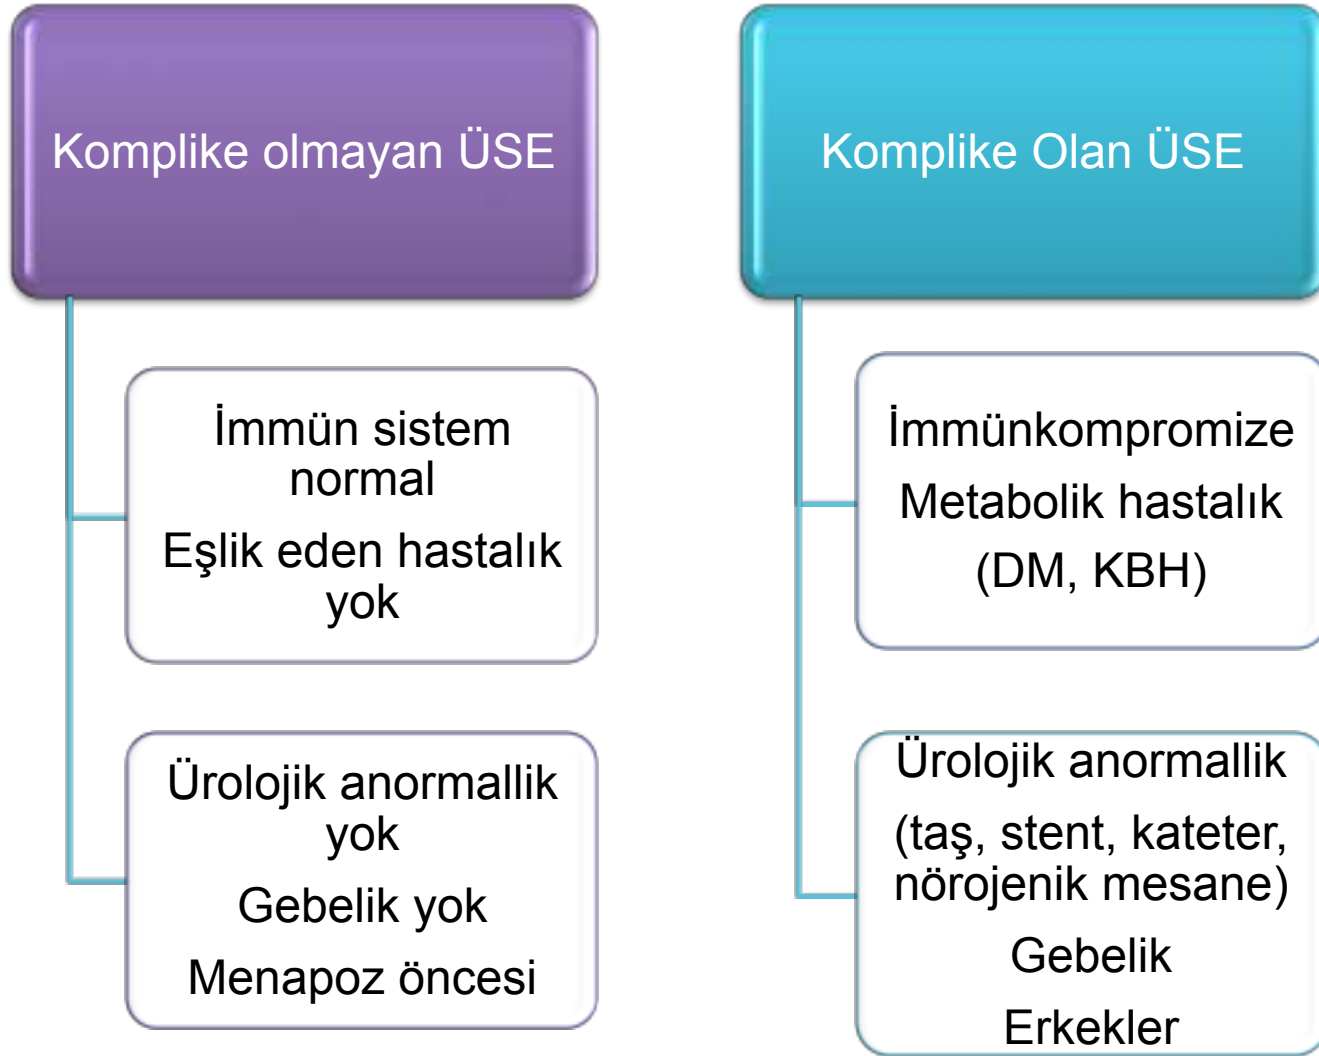 Komplike olmayan ÜSE
İmmün sistem
normal
Eşlik eden hastalık
yok
Ürolojik anormallik
yok
Gebelik yok
Menapoz öncesi
Komplike Olan ÜSE
İmmünkompromize
Metabolik hastalık
(DM, KBH)
Ürolojik anormallik
(taş, stent, kateter,
nörojenik mesane)
Gebelik
Erkekler